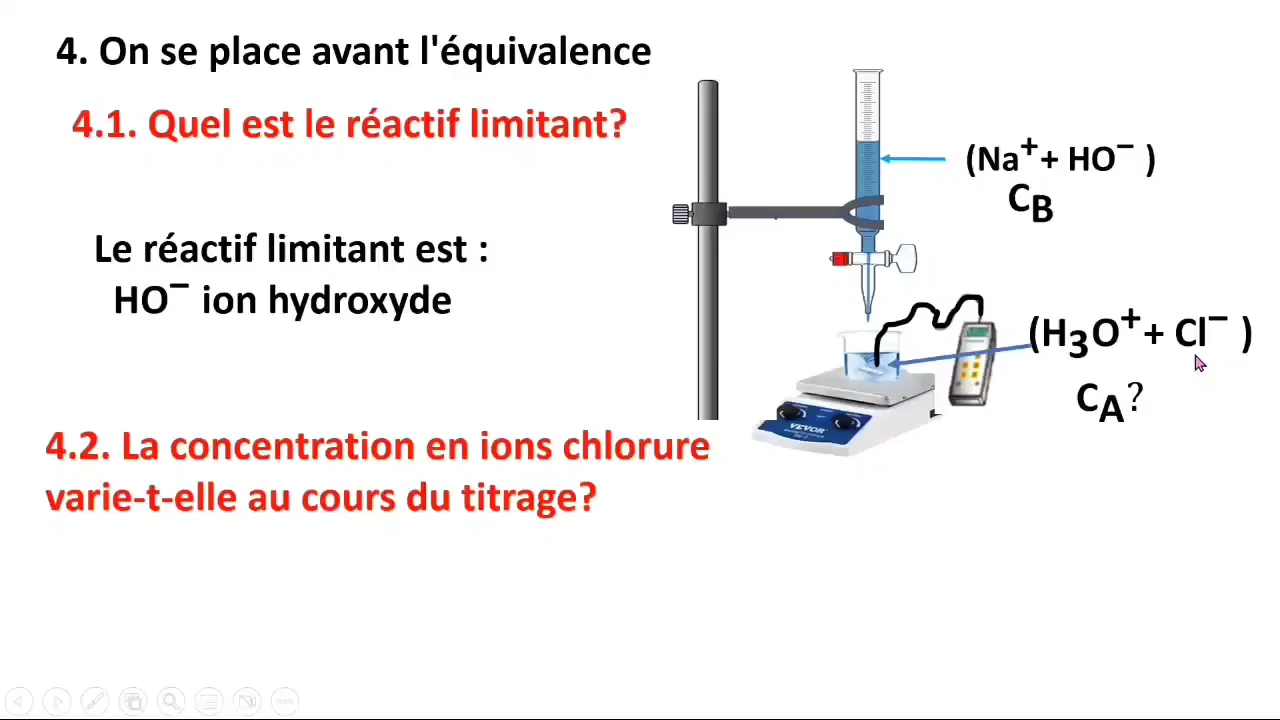 4. On se place avant l'équivalence
4.1. Quel est le réactif limitant?
(Na⁺+ HO⁻ )
C_B
Le réactif limitant est :
HO⁻ ion hydroxyde
(H₃O⁺+ Cl⁻ )
C_A?
VEVOR
4.2. La concentration en ions chlorure
varie-t-elle au cours du titrage?